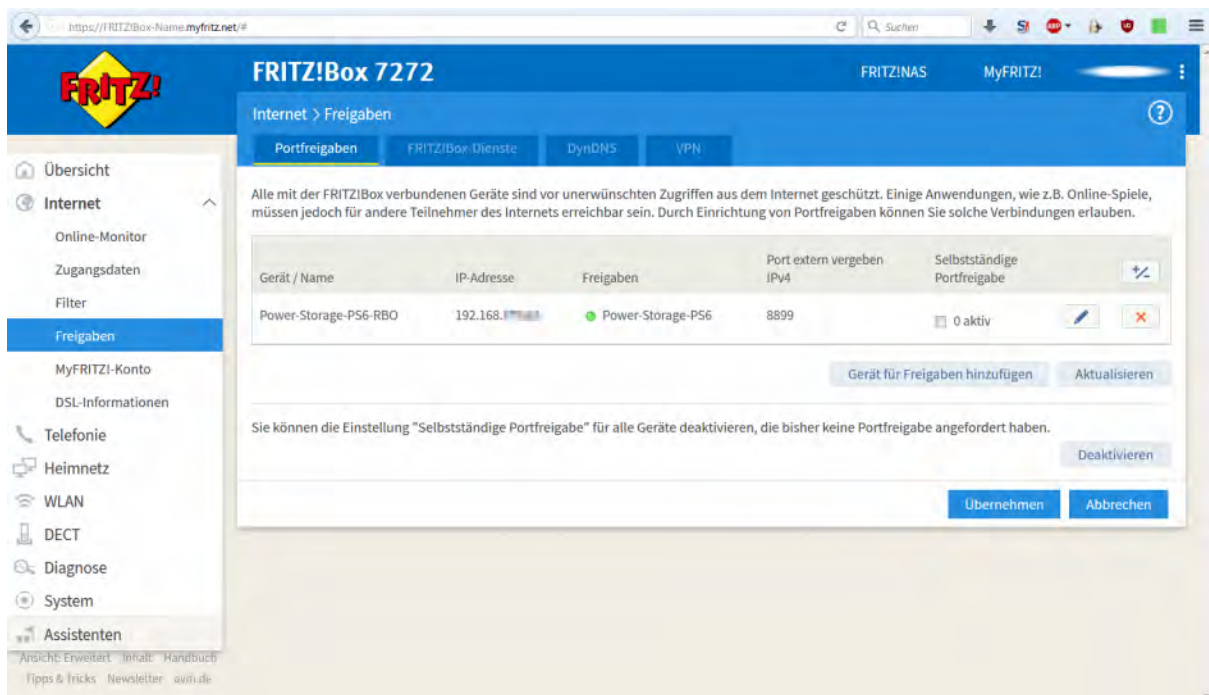 https://FRITZ!Box-Name.myfritz.net/#
Suchen
FRITZ!
FRITZ!Box 7272
FRITZ!NAS
MyFRITZ!
Internet > Freigaben
Portfreigaben
FRITZ!Box-Dienste
DynDNS
VPN
Übersicht
Internet
Online-Monitor
Zugangsdaten
Filter
Freigaben
MyFRITZ!-Konto
DSL-Informationen
Telefonie
Heimnetz
WLAN
DECT
Diagnose
System
Assistenten
Ansicht: Erweitert Inhalt Handbuch
Tipps & Tricks Newsletter avm.de
Alle mit der FRITZ!Box verbundenen Geräte sind vor unerwünschten Zugriffen aus dem Internet geschützt. Einige Anwendungen, wie z.B. Online-Spiele,
müssen jedoch für andere Teilnehmer des Internets erreichbar sein. Durch Einrichtung von Portfreigaben können Sie solche Verbindungen erlauben.
Gerät / Name
IP-Adresse
Freigaben
Port extern vergeben
IPv4
Selbstständige
Portfreigabe
Power-Storage-PS6-RBO
192.168.
Power-Storage-PS6
8899
0 aktiv
Gerät für Freigaben hinzufügen
Aktualisieren
Sie können die Einstellung "Selbstständige Portfreigabe" für alle Geräte deaktivieren, die bisher keine Portfreigabe angefordert haben.
Deaktivieren
Übernehmen
Abbrechen